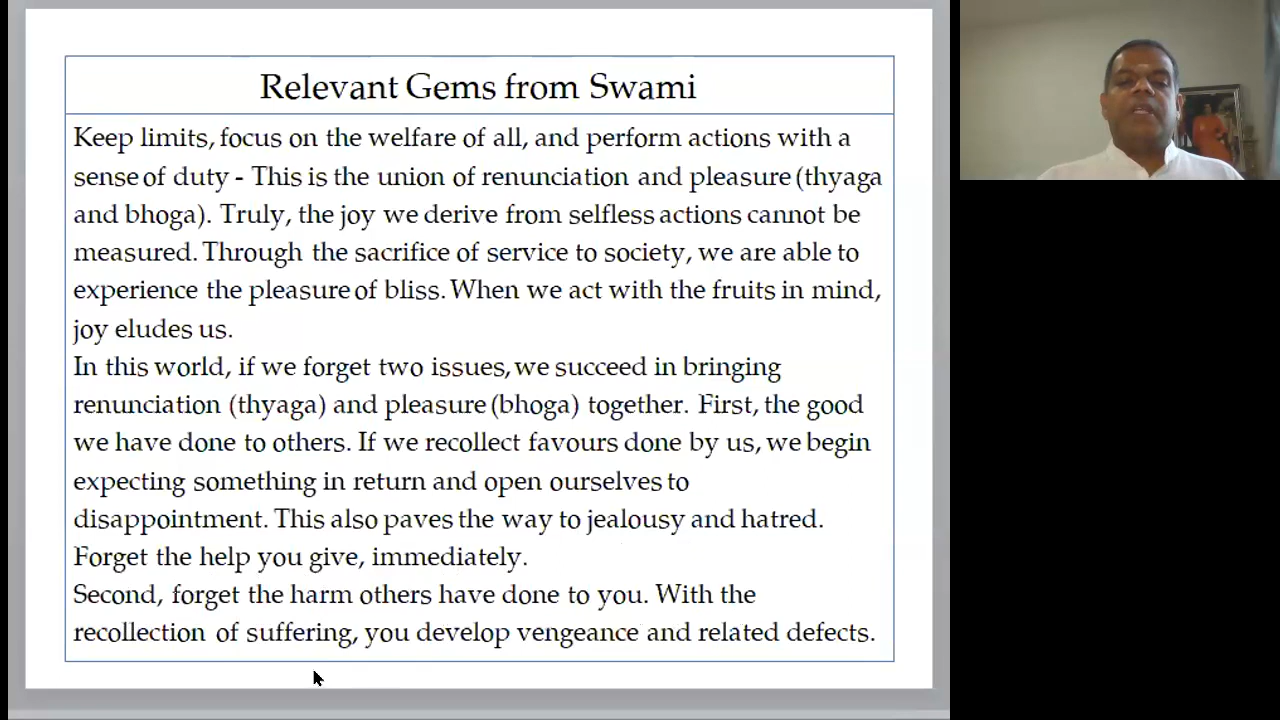 Relevant Gems from Swami
Keep limits, focus on the welfare of all, and perform actions with a
sense of duty - This is the union of renunciation and pleasure (thyaga
and bhoga). Truly, the joy we derive from selfless actions cannot be
measured. Through the sacrifice of service to society, we are able to
experience the pleasure of bliss. When we act with the fruits in mind,
joy eludes us.
In this world, if we forget two issues, we succeed in bringing
renunciation (thyaga) and pleasure (bhoga) together. First, the good
we have done to others. If we recollect favours done by us, we begin
expecting something in return and open ourselves to
disappointment. This also paves the way to jealousy and hatred.
Forget the help you give, immediately.
Second, forget the harm others have done to you. With the
recollection of suffering, you develop vengeance and related defects.